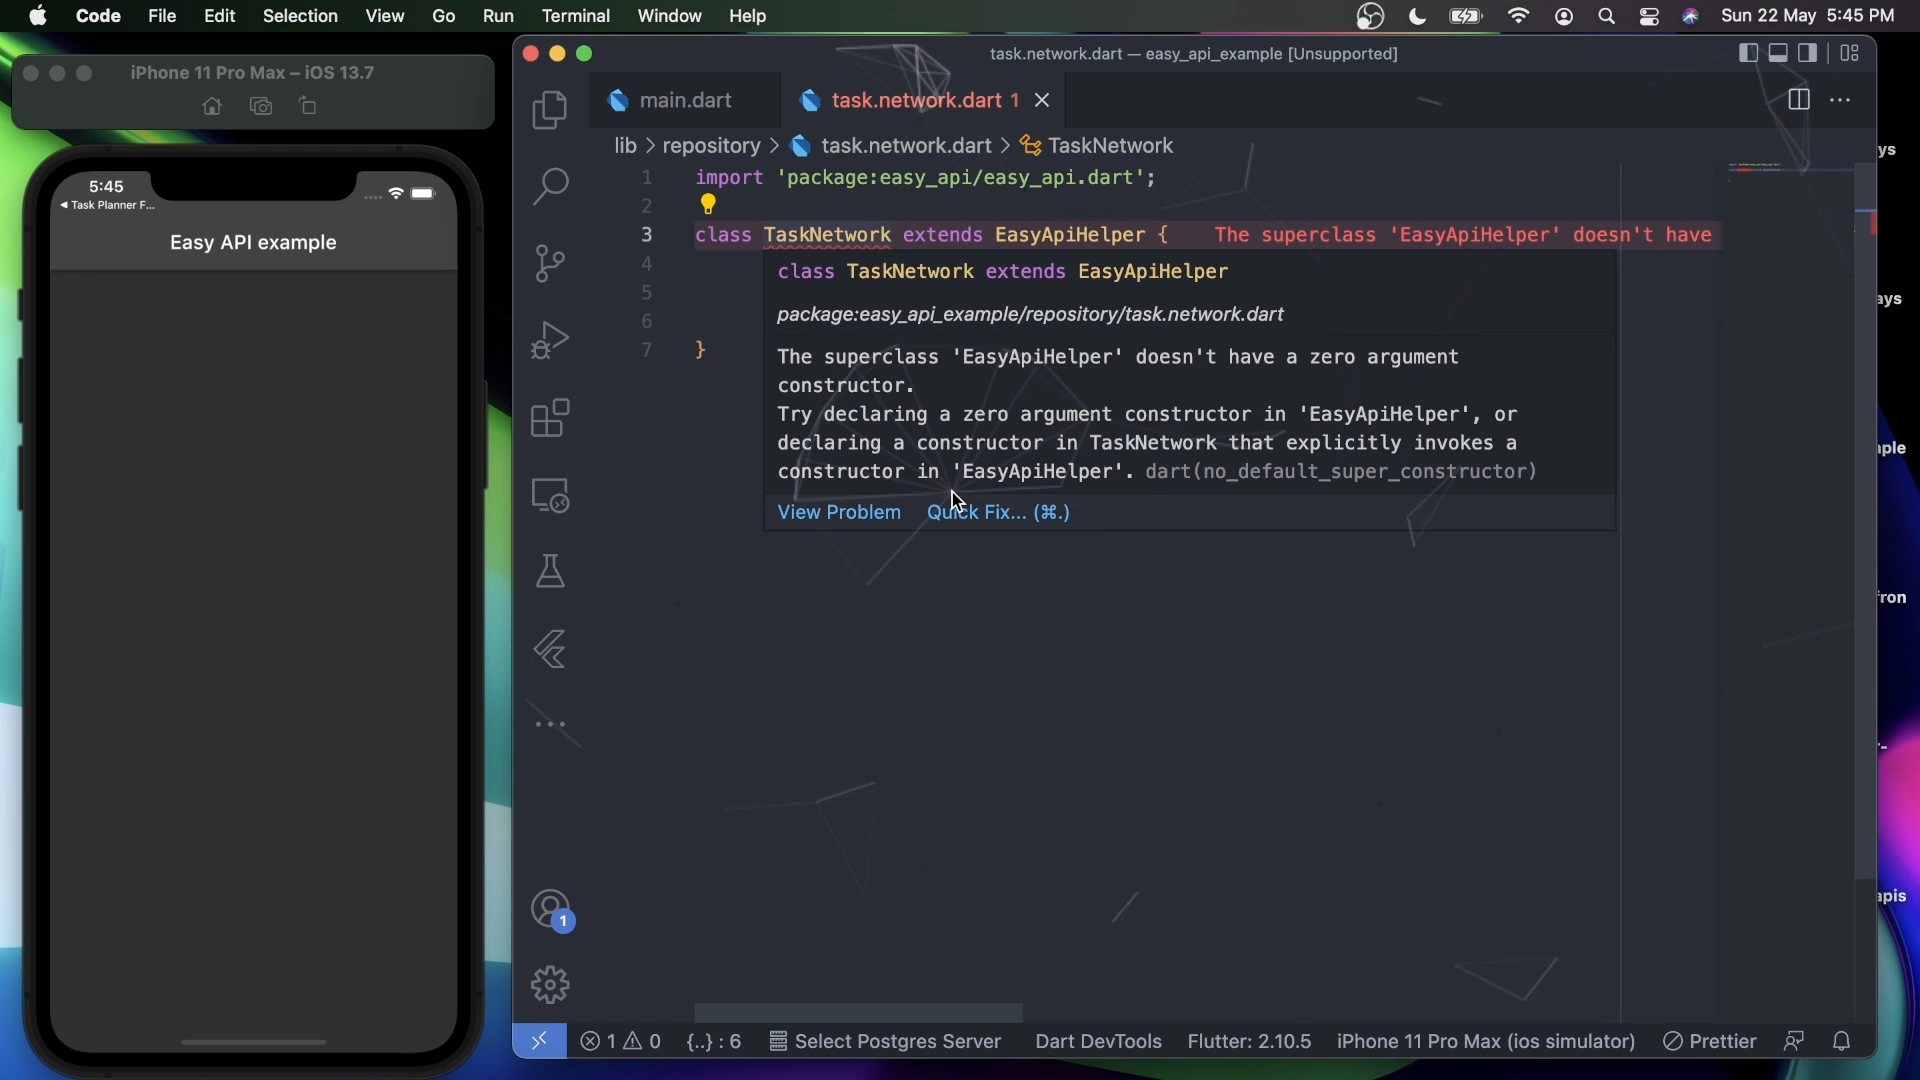 Code File Edit Selection View Go Run Terminal Window Help Sun 22 May 5:45 PM
iPhone 11 Pro Max – iOS 13.7
5:45
◀ Task Planner F...
Easy API example
task.network.dart — easy_api_example [Unsupported]
main.dart
task.network.dart 1
lib > repository > task.network.dart > TaskNetwork
1 import 'package:easy_api/easy_api.dart';
2
3 class TaskNetwork extends EasyApiHelper { The superclass 'EasyApiHelper' doesn't have
4
5
6
7 }
class TaskNetwork extends EasyApiHelper
package:easy_api_example/repository/task.network.dart
The superclass 'EasyApiHelper' doesn't have a zero argument
constructor.
Try declaring a zero argument constructor in 'EasyApiHelper', or
declaring a constructor in TaskNetwork that explicitly invokes a
constructor in 'EasyApiHelper'. dart(no_default_super_constructor)
View Problem Quick Fix... (⌘.)
1
1 0 {..} : 6 Select Postgres Server Dart DevTools Flutter: 2.10.5 iPhone 11 Pro Max (ios simulator) Prettier